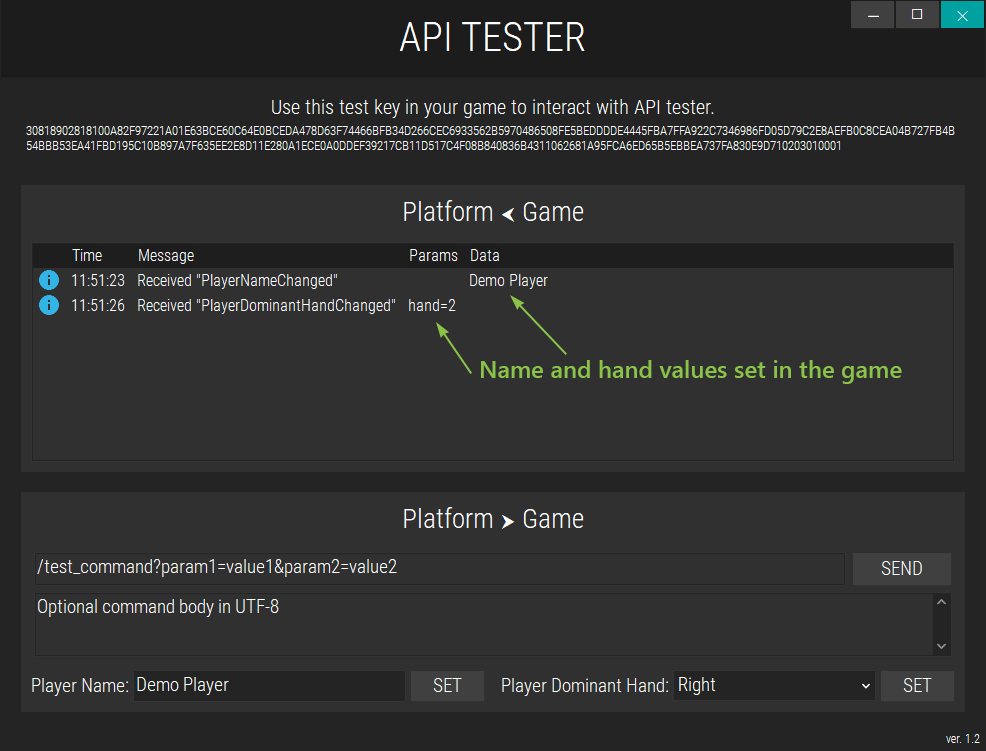 API TESTER
Use this test key in your game to interact with API tester.
30818902818100A82F97221A01E63BCE60C64E0BCEDA478D63F74466BFB34D266CEC6933562B5970486508FE5BEDDDDE4445FBA7FFA922C7346986FD05D79C2E8AEFB0C8CEA04B727FB4B
54BBB53EA41FBD195C10B897A7F635EE2E8D11E280A1ECE0A0DDEF39217CB11D517C4F08B840836B4311062681A95FCA6ED65B5EBBEA737FA830E9D710203010001
Platform < Game
Time Message Params Data
11:51:23 Received "PlayerNameChanged" Demo Player
11:51:26 Received "PlayerDominantHandChanged" hand=2
Name and hand values set in the game
Platform > Game
/test_command?param1=value1&param2=value2 SEND
Optional command body in UTF-8
Player Name: Demo Player SET Player Dominant Hand: Right SET
ver. 1.2